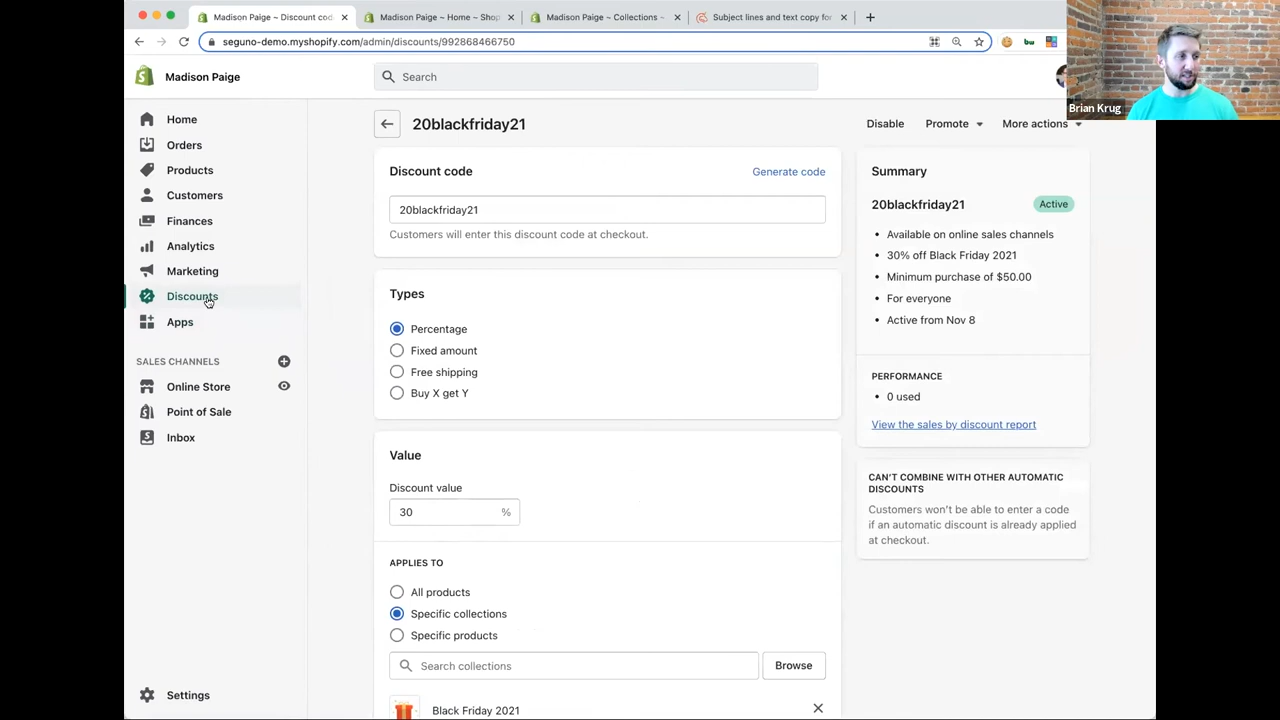 Madison Paige ~ Discount cod
Madison Paige ~ Home ~ Shop
Madison Paige ~ Collections ~
Subject lines and text copy for
seguno-demo.myshopify.com/admin/discounts/992868466750
bw
Brian Krug
Madison Paige
Search
Home
Orders
Products
Customers
Finances
Analytics
Marketing
Discounts
Apps
SALES CHANNELS
Online Store
Point of Sale
Inbox
Settings
20blackfriday21
Disable
Promote
More actions
Discount code
Generate code
20blackfriday21
Customers will enter this discount code at checkout.
Types
Percentage
Fixed amount
Free shipping
Buy X get Y
Value
Discount value
30 %
APPLIES TO
All products
Specific collections
Specific products
Search collections
Browse
Black Friday 2021
Summary
20blackfriday21
Active
• Available on online sales channels
• 30% off Black Friday 2021
• Minimum purchase of $50.00
• For everyone
• Active from Nov 8
PERFORMANCE
• 0 used
View the sales by discount report
CAN'T COMBINE WITH OTHER AUTOMATIC
DISCOUNTS
Customers won't be able to enter a code
if an automatic discount is already applied
at checkout.